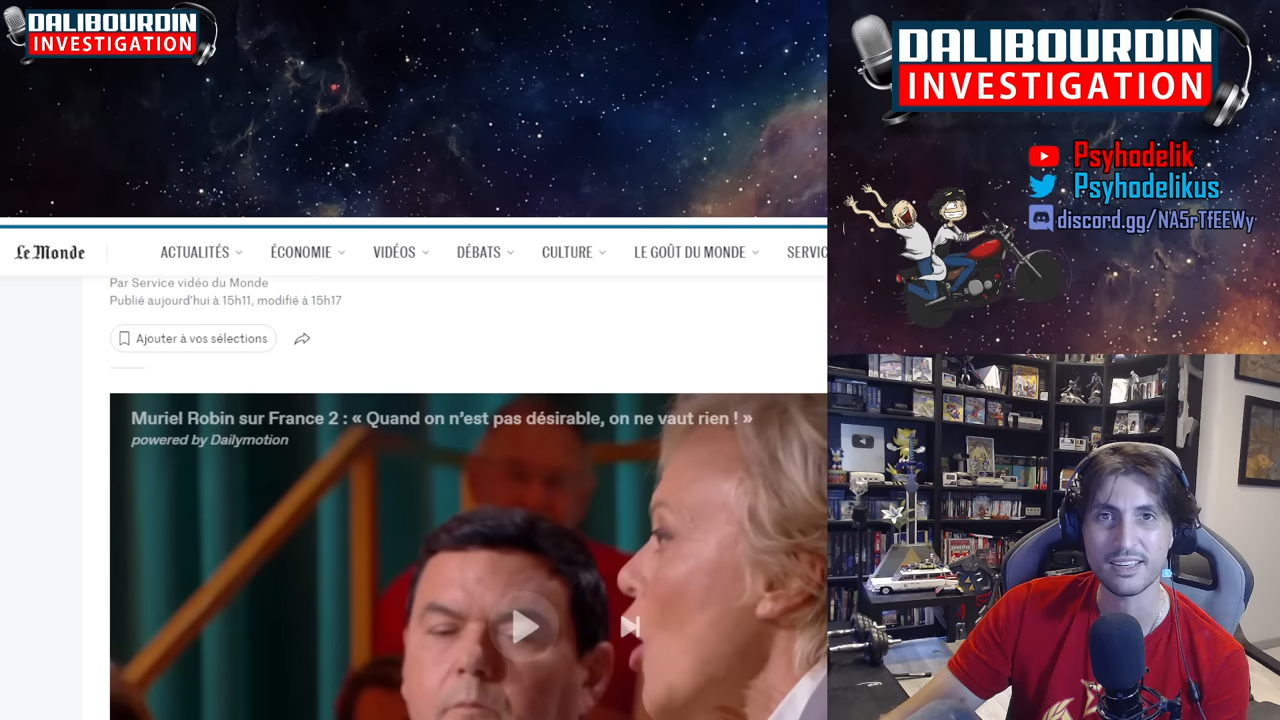 DALIBOURDIN
INVESTIGATION
DALIBOURDIN
INVESTIGATION
Psyhodelik
Psyhodelikus
discord.gg/NA5rTfEEWy
Le Monde
ACTUALITÉS
ÉCONOMIE
VIDÉOS
DÉBATS
CULTURE
LE GOÛT DU MONDE
SERVIC
Par Service vidéo du Monde
Publié aujourd'hui à 15h11, modifié à 15h17
Ajouter à vos sélections
Muriel Robin sur France 2 : « Quand on n'est pas désirable, on ne vaut rien ! »
powered by Dailymotion